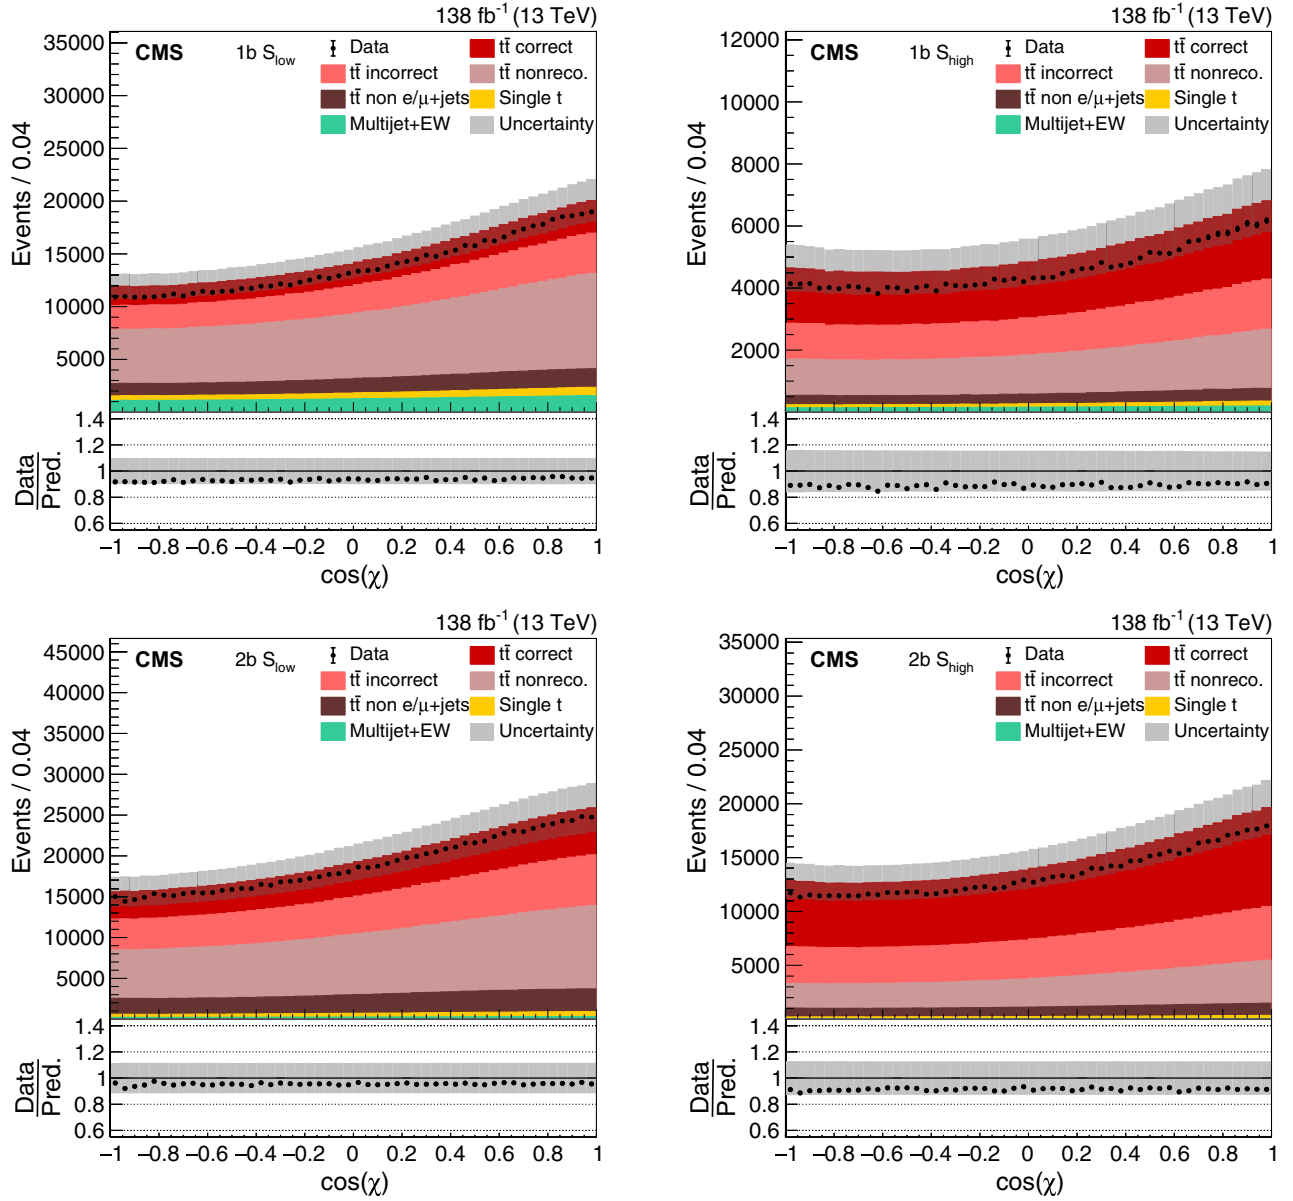 138 fb-1 (13 TeV)
CMS 1b Slow
Data
tt̄ correct
tt̄ incorrect
tt̄ nonreco.
tt̄ non e/μ+jets
Single t
Multijet+EW
Uncertainty
Events / 0.04
35000
30000
25000
20000
15000
10000
5000
Data
Pred.
1.4
1.2
1
0.8
0.6
−1 −0.8 −0.6 −0.4 −0.2 0 0.2 0.4 0.6 0.8 1
cos(χ)
138 fb-1 (13 TeV)
CMS 1b Shigh
Data
tt̄ correct
tt̄ incorrect
tt̄ nonreco.
tt̄ non e/μ+jets
Single t
Multijet+EW
Uncertainty
Events / 0.04
12000
10000
8000
6000
4000
2000
Data
Pred.
1.4
1.2
1
0.8
0.6
−1 −0.8 −0.6 −0.4 −0.2 0 0.2 0.4 0.6 0.8 1
cos(χ)
138 fb-1 (13 TeV)
CMS 2b Slow
Data
tt̄ correct
tt̄ incorrect
tt̄ nonreco.
tt̄ non e/μ+jets
Single t
Multijet+EW
Uncertainty
Events / 0.04
45000
40000
35000
30000
25000
20000
15000
10000
5000
Data
Pred.
1.4
1.2
1
0.8
0.6
−1 −0.8 −0.6 −0.4 −0.2 0 0.2 0.4 0.6 0.8 1
cos(χ)
138 fb-1 (13 TeV)
CMS 2b Shigh
Data
tt̄ correct
tt̄ incorrect
tt̄ nonreco.
tt̄ non e/μ+jets
Single t
Multijet+EW
Uncertainty
Events / 0.04
35000
30000
25000
20000
15000
10000
5000
Data
Pred.
1.4
1.2
1
0.8
0.6
−1 −0.8 −0.6 −0.4 −0.2 0 0.2 0.4 0.6 0.8 1
cos(χ)